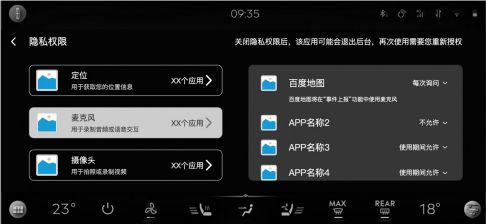 09:35
隐私权限
关闭隐私权限后，该应用可能会退出后台，再次使用需要您重新授权
定位
用于获取您的位置信息
XX个应用
麦克风
用于录制音频或语音交互
XX个应用
摄像头
用于拍照或录制视频
XX个应用
百度地图
每次询问
百度地图将在“事件上报”功能中使用麦克风
APP名称2
不允许
APP名称3
使用期间允许
APP名称4
使用期间允许
23°
MAX
REAR
18°